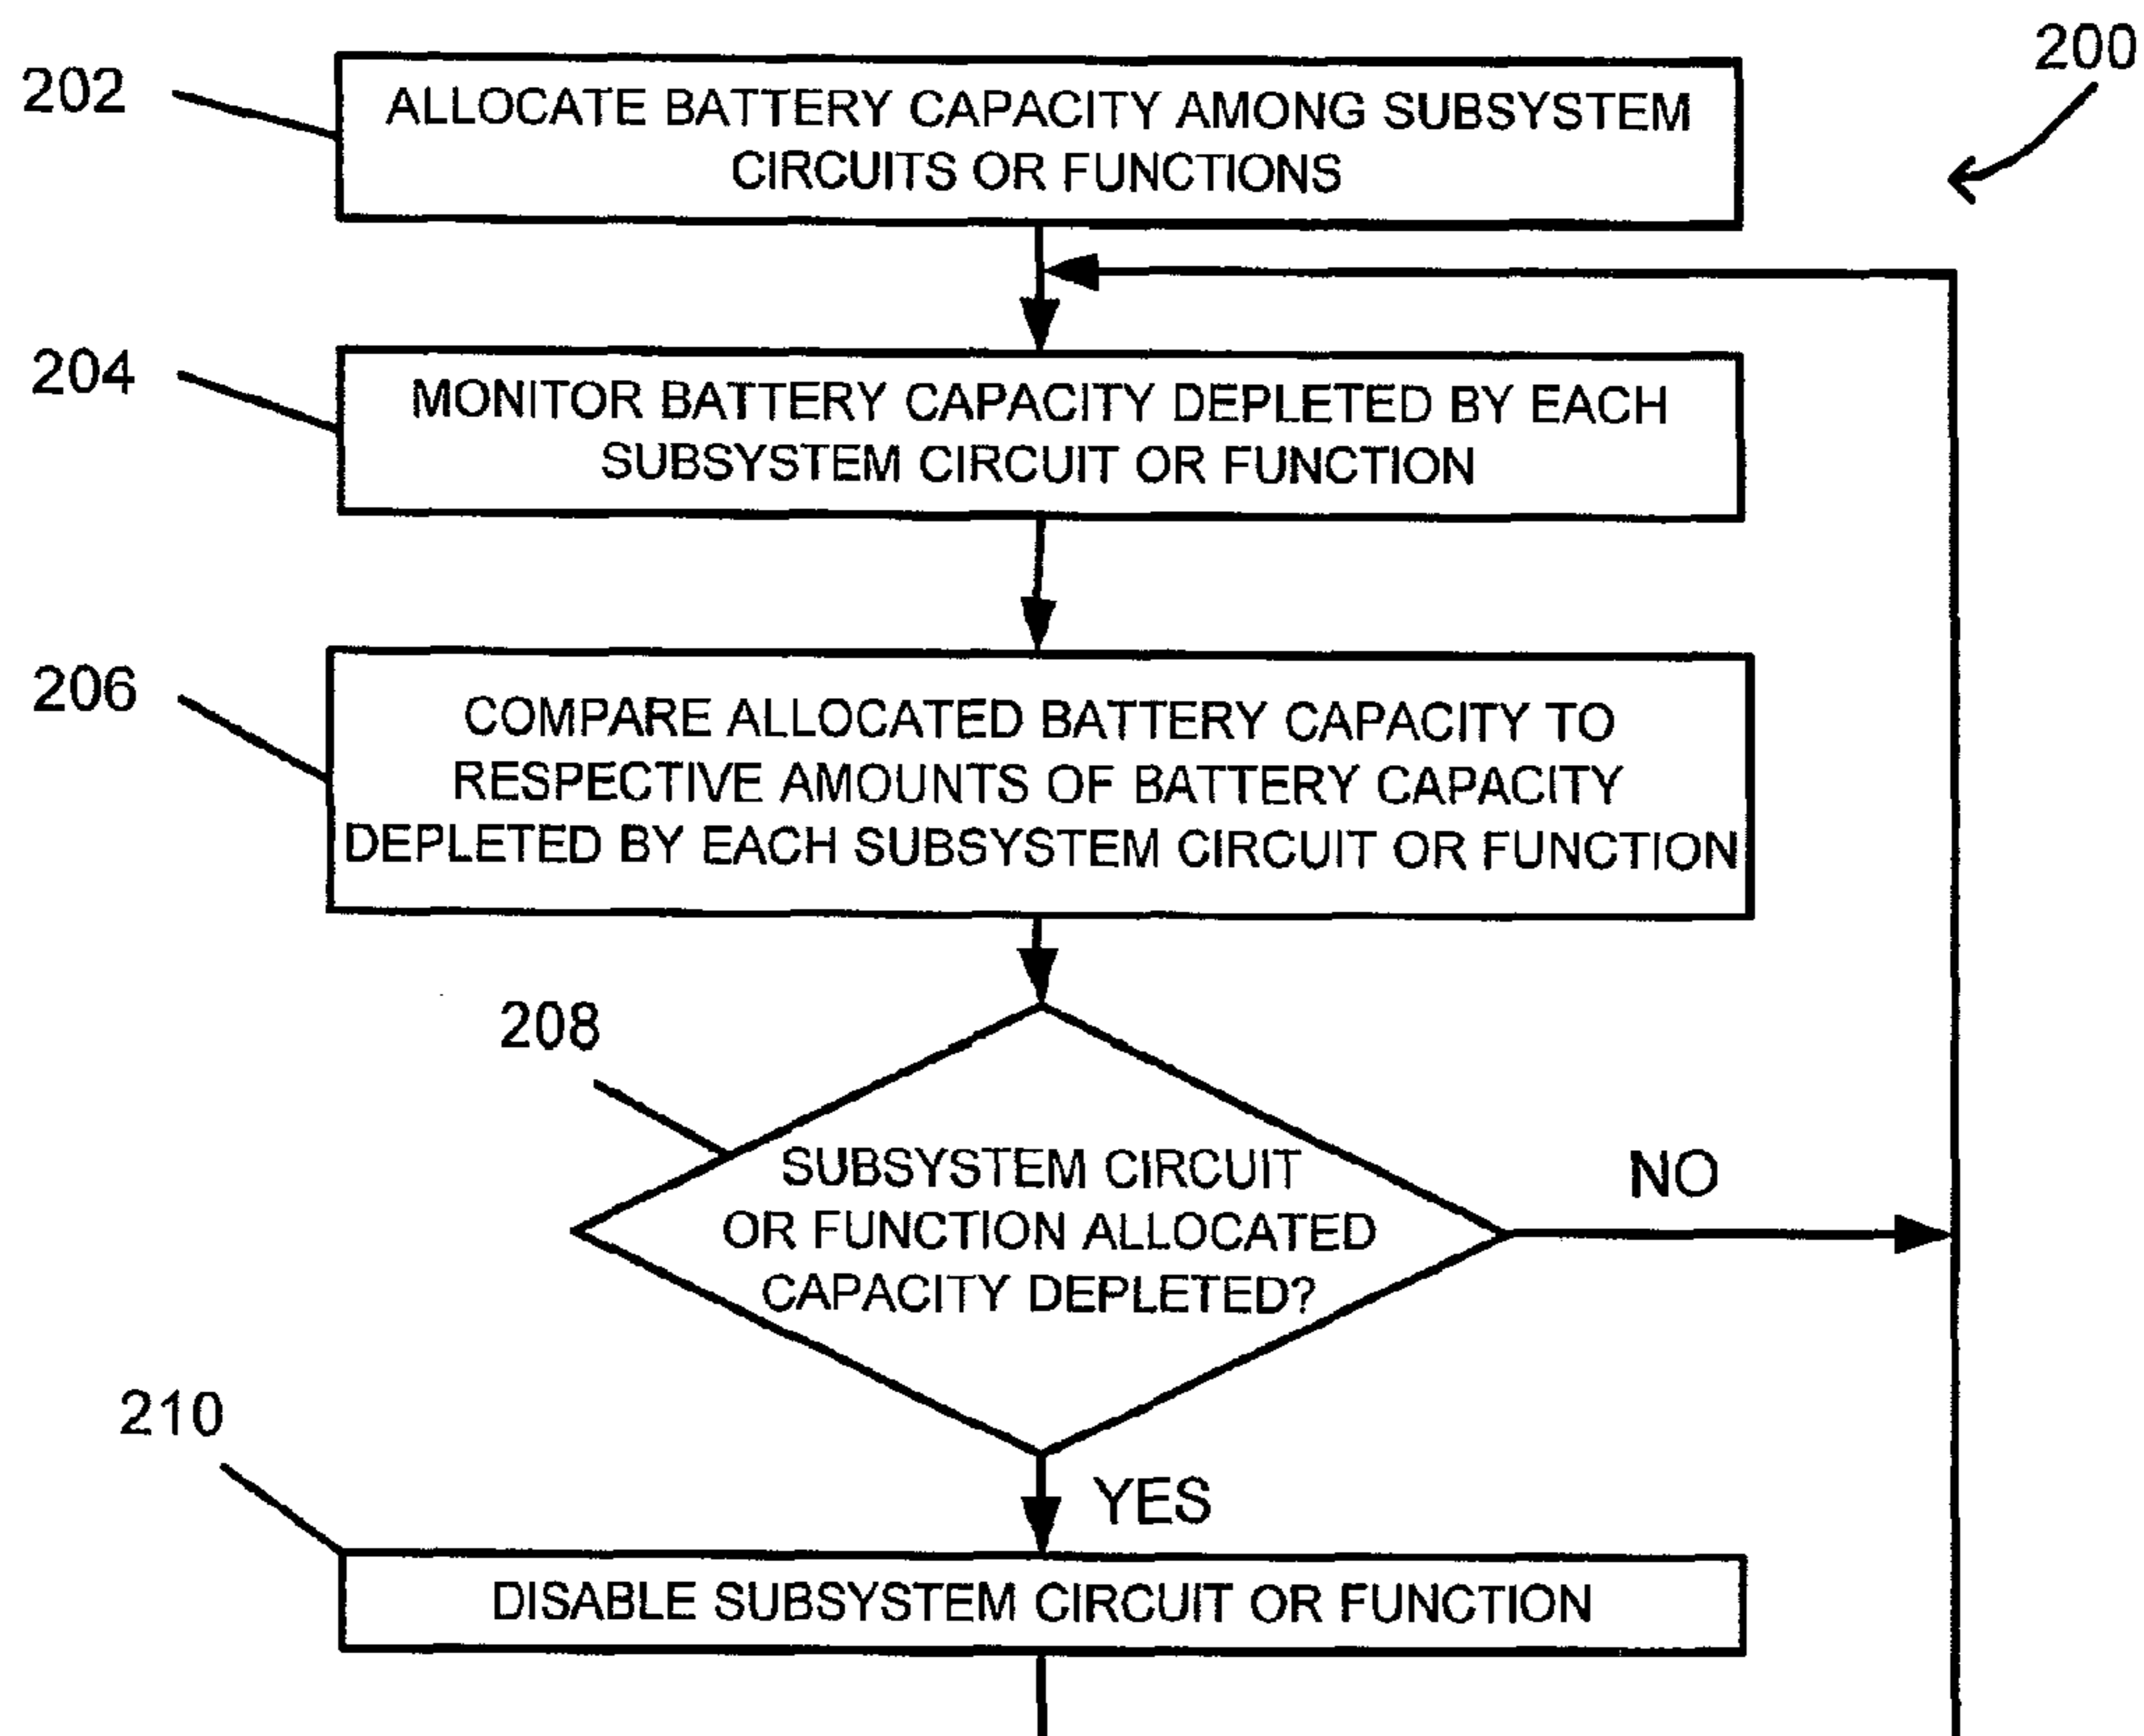 200
202
ALLOCATE BATTERY CAPACITY AMONG SUBSYSTEM
CIRCUITS OR FUNCTIONS
204
MONITOR BATTERY CAPACITY DEPLETED BY EACH
SUBSYSTEM CIRCUIT OR FUNCTION
206
COMPARE ALLOCATED BATTERY CAPACITY TO
RESPECTIVE AMOUNTS OF BATTERY CAPACITY
DEPLETED BY EACH SUBSYSTEM CIRCUIT OR FUNCTION
208
SUBSYSTEM CIRCUIT
OR FUNCTION ALLOCATED
CAPACITY DEPLETED?
NO
YES
210
DISABLE SUBSYSTEM CIRCUIT OR FUNCTION